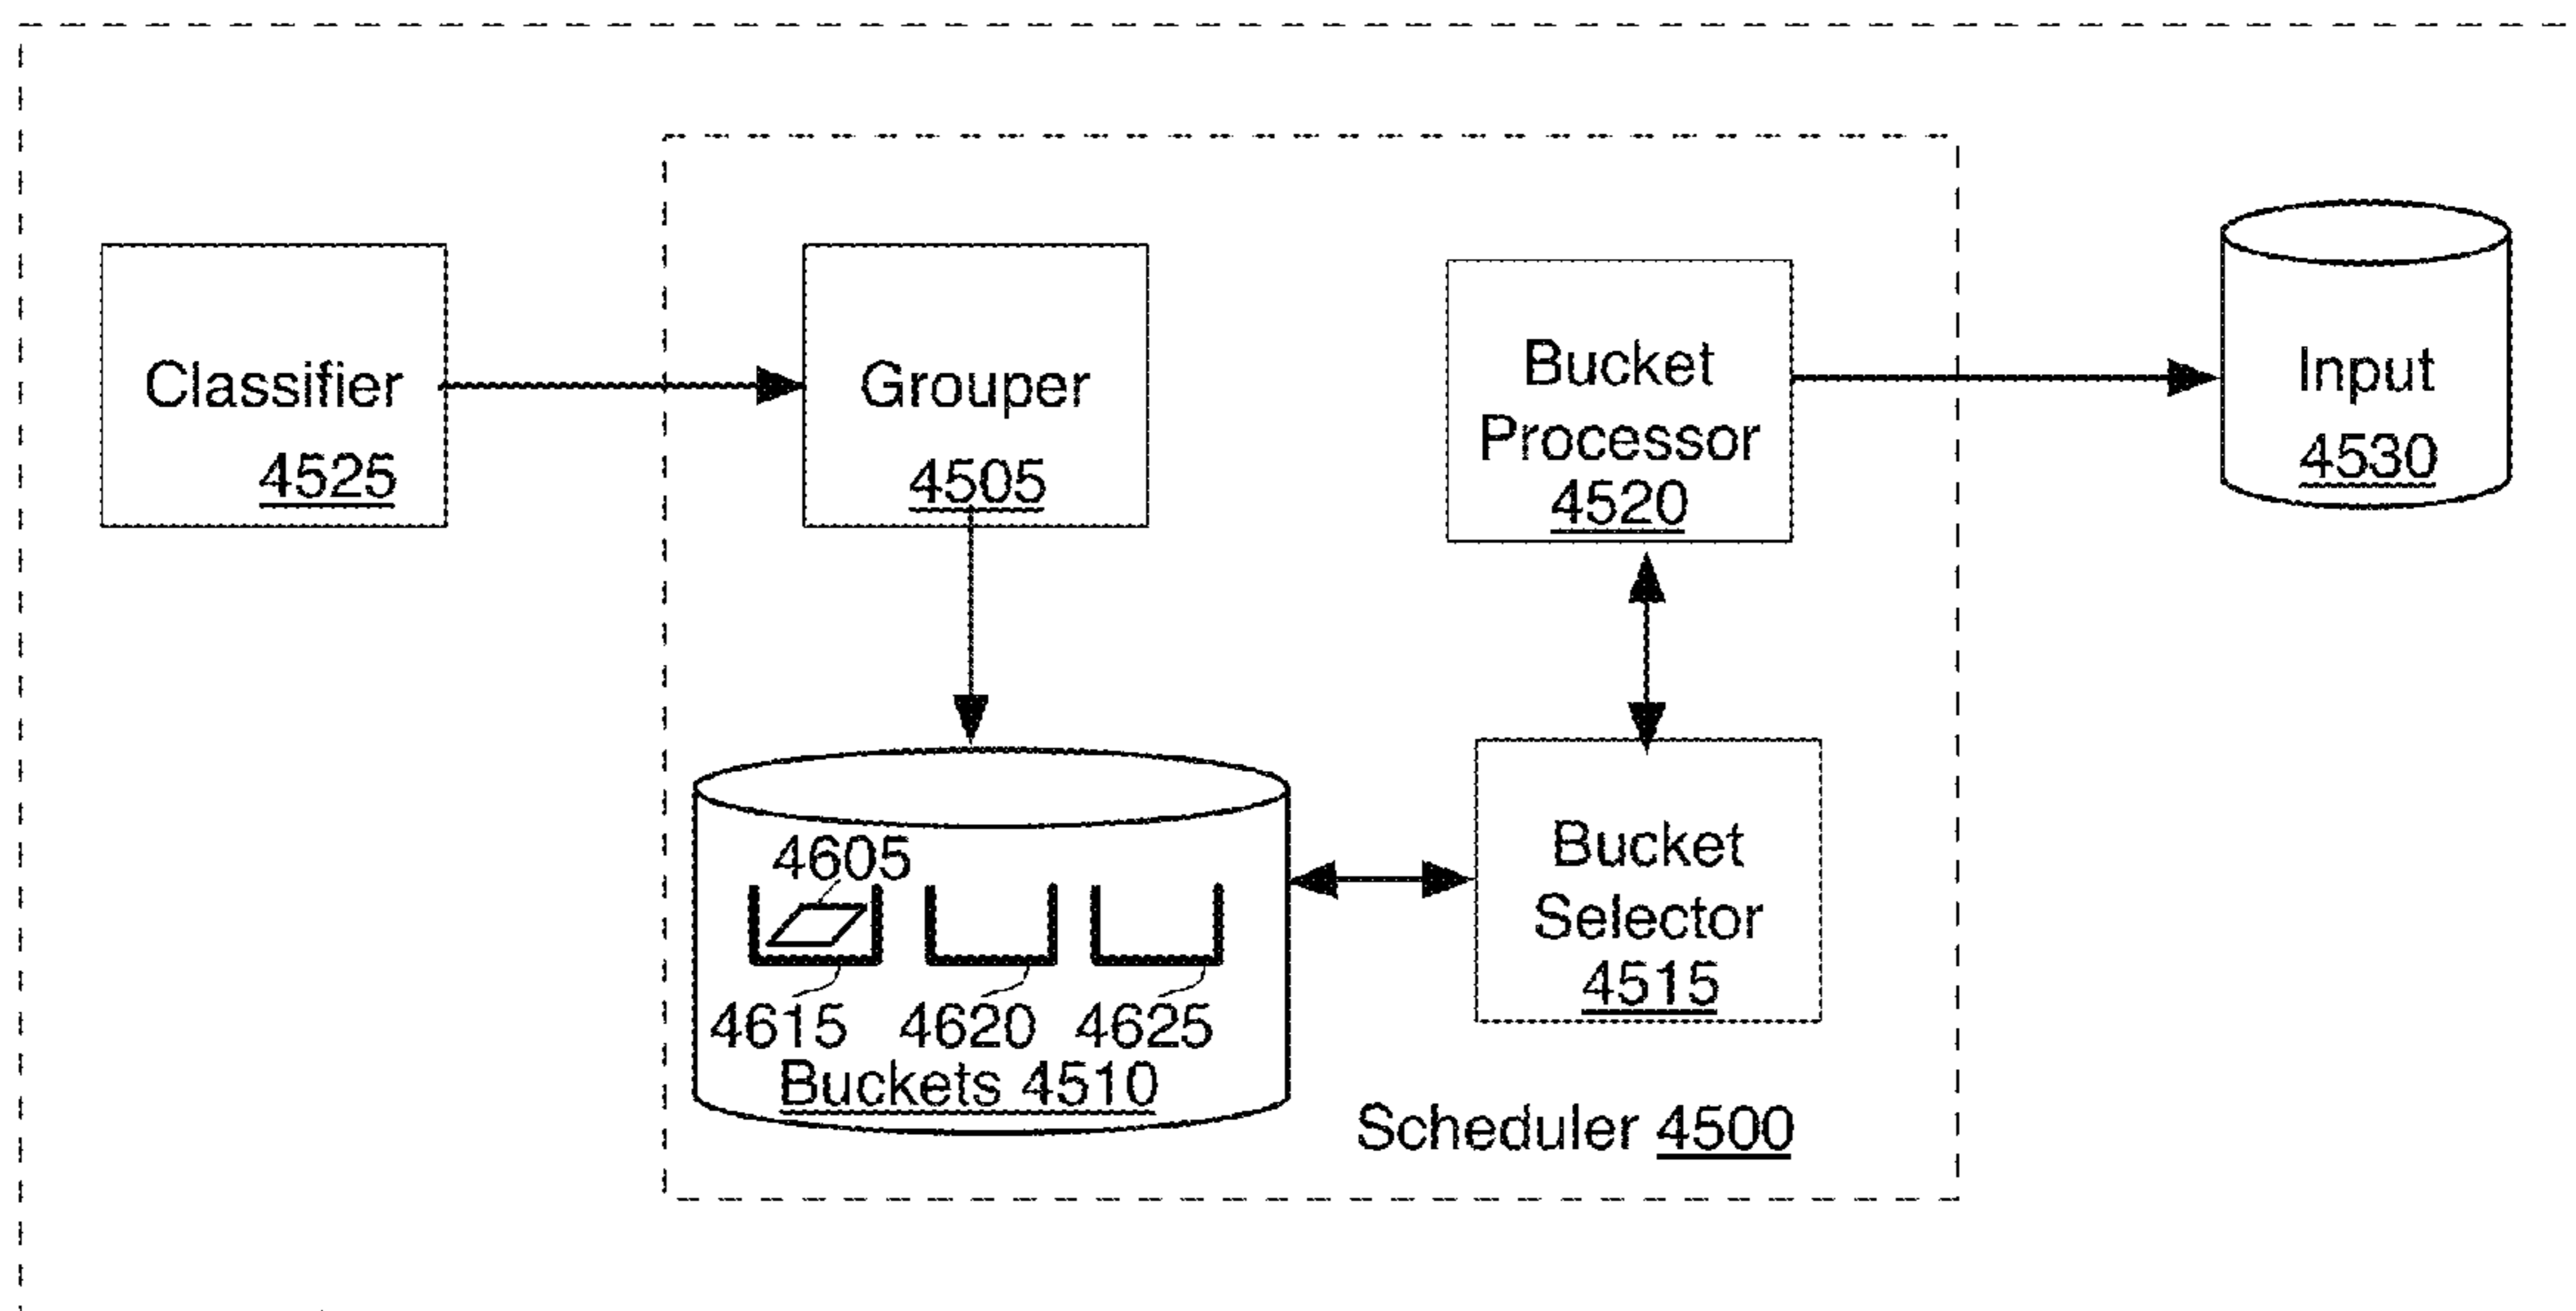 Classifier
4525
Grouper
4505
Bucket
Processor
4520
Input
4530
4605
4615 4620 4625
Buckets 4510
Bucket
Selector
4515
Scheduler 4500